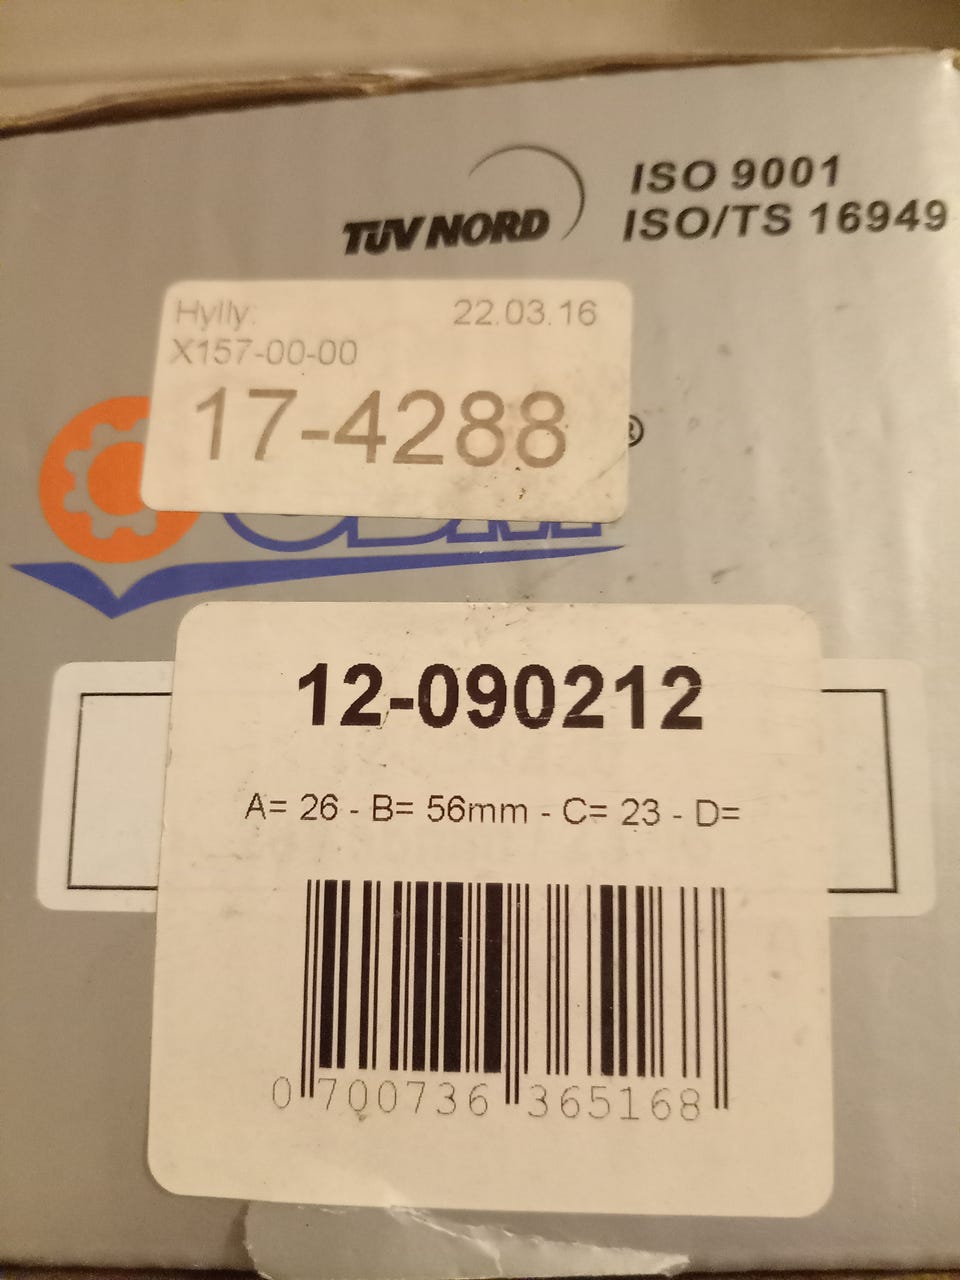 TÜV NORD
ISO 9001
ISO/TS 16949
Hylly: 22.03.16
X157-00-00
17-4288
®
12-090212
A= 26 - B= 56mm - C= 23 - D=
0 700736 365168